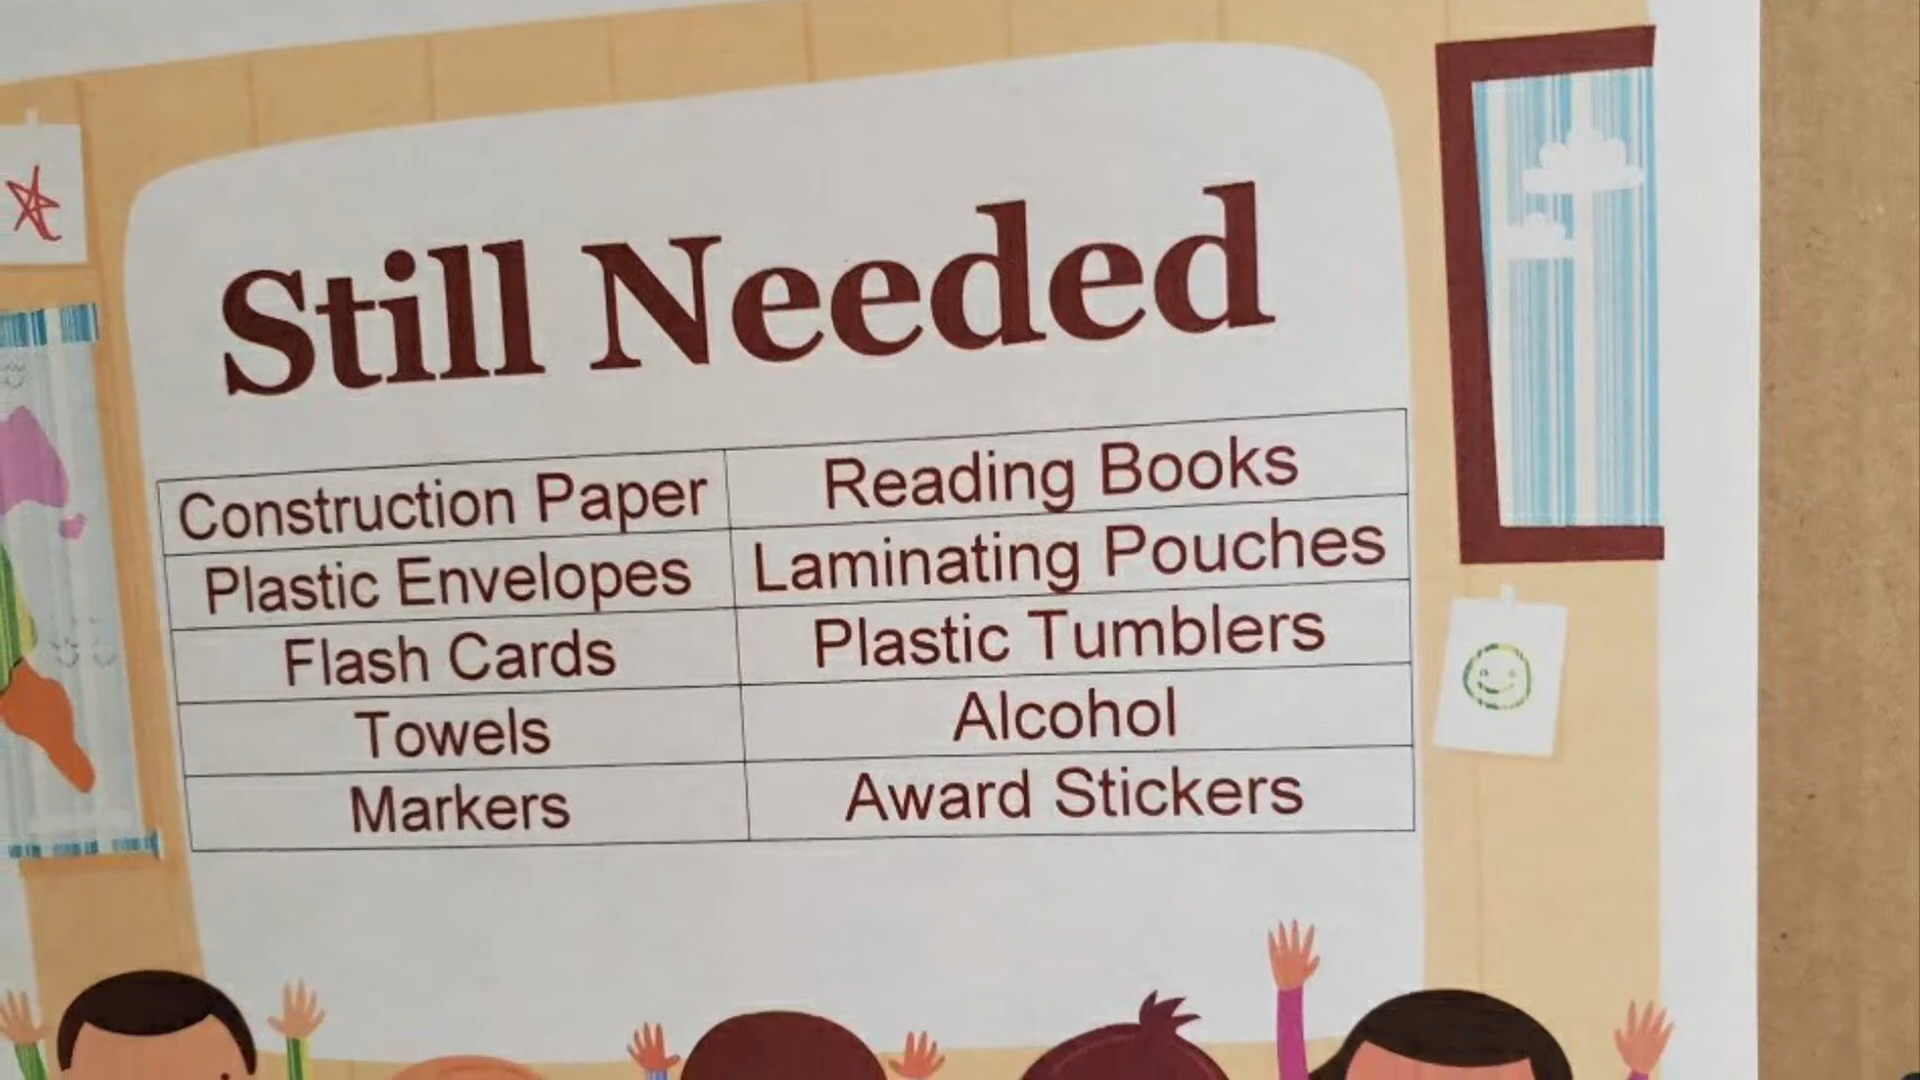 Still Needed
Construction Paper Reading Books
Plastic Envelopes Laminating Pouches
Flash Cards Plastic Tumblers
Towels Alcohol
Markers Award Stickers